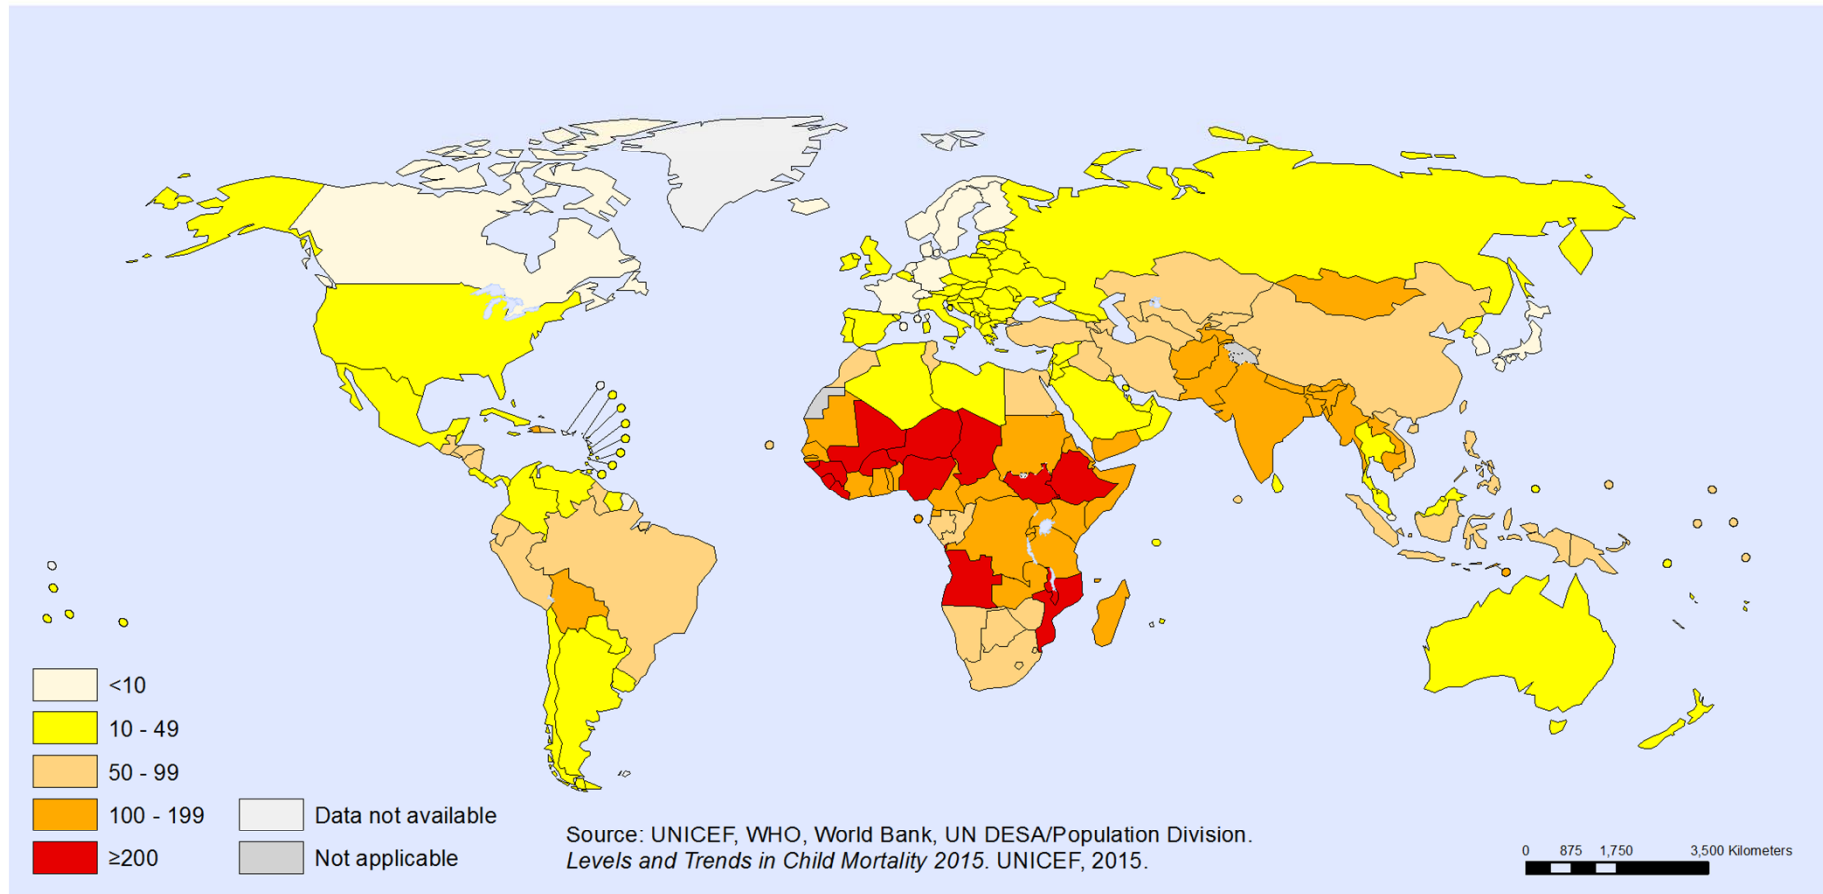 <10
10 - 49
50 - 99
100 - 199
≥200
Data not available
Not applicable
Source: UNICEF, WHO, World Bank, UN DESA/Population Division.
Levels and Trends in Child Mortality 2015. UNICEF, 2015.
0 875 1,750 3,500 Kilometers